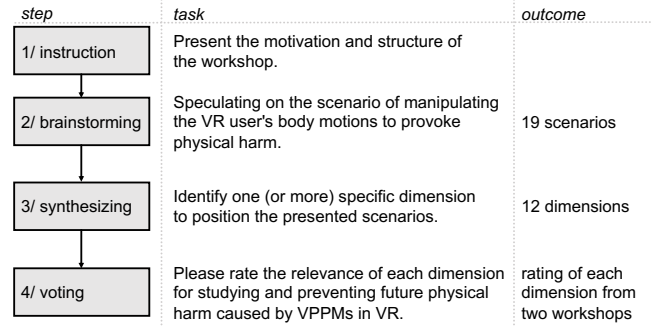 step task outcome
1/ instruction
Present the motivation and structure of
the workshop.
2/ brainstorming
Speculating on the scenario of manipulating
the VR user's body motions to provoke
physical harm.
19 scenarios
3/ synthesizing
Identify one (or more) specific dimension
to position the presented scenarios.
12 dimensions
4/ voting
Please rate the relevance of each dimension
for studying and preventing future physical
harm caused by VPPMs in VR.
rating of each
dimension from
two workshops